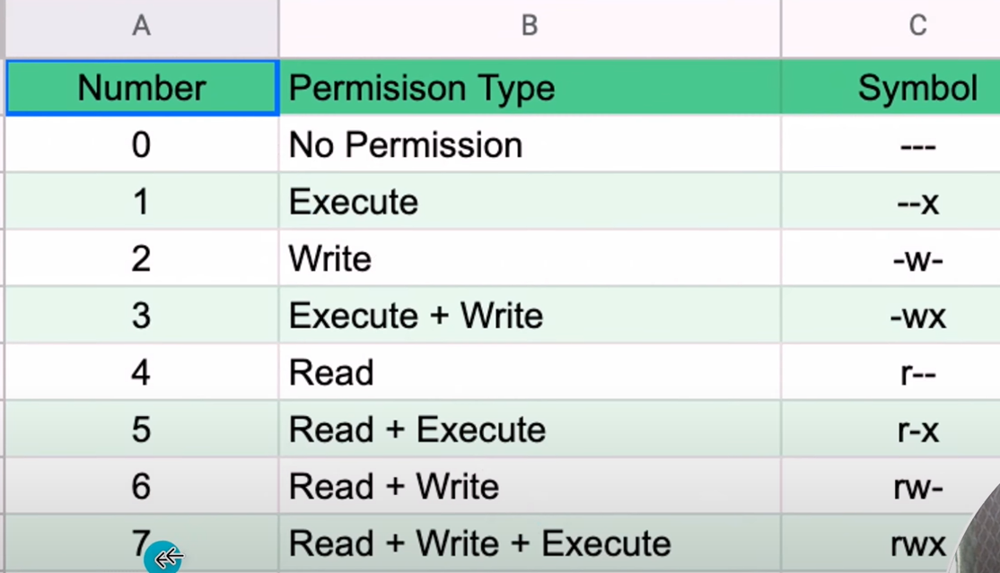 A B C
Number Permisison Type Symbol
0 No Permission ---
1 Execute --x
2 Write -w-
3 Execute + Write -wx
4 Read r--
5 Read + Execute r-x
6 Read + Write rw-
7 Read + Write + Execute rwx